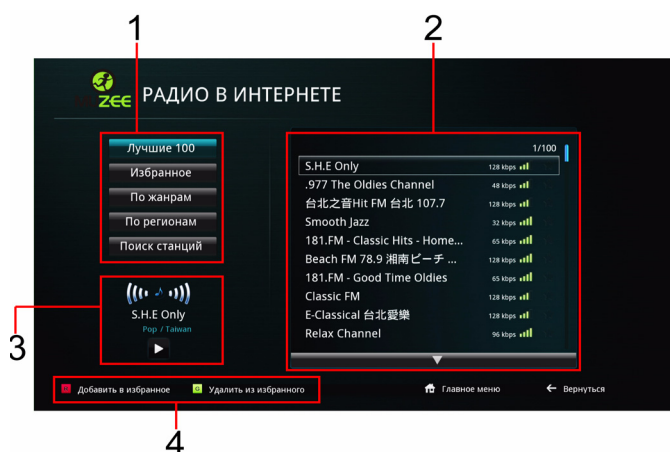 1
2
ZEE
РАДИО В ИНТЕРНЕТЕ
Лучшие 100
Избранное
По жанрам
По регионам
Поиск станций
1/100
S.H.E Only 128 kbps
.977 The Oldies Channel 48 kbps
台北之音Hit FM 台北 107.7 128 kbps
Smooth Jazz 32 kbps
181.FM - Classic Hits - Home... 65 kbps
Beach FM 78.9 湘南ビーチ ... 128 kbps
181.FM - Good Time Oldies 65 kbps
Classic FM 128 kbps
E-Classical 台北愛樂 128 kbps
Relax Channel 96 kbps
3
S.H.E Only
Pop / Taiwan
Добавить в избранное
G Удалить из избранного
Главное меню
Вернуться
4